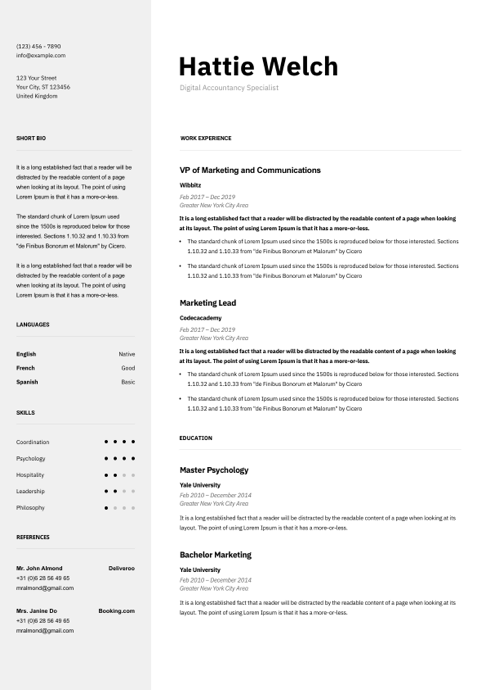 (123) 456 - 7890
info@example.com
123 Your Street
Your City, ST 123456
United Kingdom
SHORT BIO
It is a long established fact that a reader will be
distracted by the readable content of a page
when looking at its layout. The point of using
Lorem Ipsum is that it has a more-or-less.
The standard chunk of Lorem Ipsum used
since the 1500s is reproduced below for those
interested. Sections 1.10.32 and 1.10.33 from
"de Finibus Bonorum et Malorum" by Cicero.
It is a long established fact that a reader will be
distracted by the readable content of a page
when looking at its layout. The point of using
Lorem Ipsum is that it has a more-or-less.
LANGUAGES
English Native
French Good
Spanish Basic
SKILLS
Coordination
Psychology
Hospitality
Leadership
Philosophy
REFERENCES
Mr. John Almond Deliveroo
+31 (0)6 28 56 49 65
mralmond@gmail.com
Mrs. Janine Do Booking.com
+31 (0)6 28 56 49 65
mralmond@gmail.com
Hattie Welch
Digital Accountancy Specialist
WORK EXPERIENCE
VP of Marketing and Communications
Wibbitz
Feb 2017 – Dec 2019
Greater New York City Area
It is a long established fact that a reader will be distracted by the readable content of a page when looking
at its layout. The point of using Lorem Ipsum is that it has a more-or-less.
• The standard chunk of Lorem Ipsum used since the 1500s is reproduced below for those interested. Sections
1.10.32 and 1.10.33 from "de Finibus Bonorum et Malorum" by Cicero
• The standard chunk of Lorem Ipsum used since the 1500s is reproduced below for those interested. Sections
1.10.32 and 1.10.33 from "de Finibus Bonorum et Malorum" by Cicero
Marketing Lead
Codecacademy
Feb 2017 – Dec 2019
Greater New York City Area
It is a long established fact that a reader will be distracted by the readable content of a page when looking
at its layout. The point of using Lorem Ipsum is that it has a more-or-less.
• The standard chunk of Lorem Ipsum used since the 1500s is reproduced below for those interested. Sections
1.10.32 and 1.10.33 from "de Finibus Bonorum et Malorum" by Cicero
• The standard chunk of Lorem Ipsum used since the 1500s is reproduced below for those interested. Sections
1.10.32 and 1.10.33 from "de Finibus Bonorum et Malorum" by Cicero
EDUCATION
Master Psychology
Yale University
Feb 2010 – December 2014
Greater New York City Area
It is a long established fact that a reader will be distracted by the readable content of a page when looking at its
layout. The point of using Lorem Ipsum is that it has a more-or-less.
Bachelor Marketing
Yale University
Feb 2010 – December 2014
Greater New York City Area
It is a long established fact that a reader will be distracted by the readable content of a page when looking at its
layout. The point of using Lorem Ipsum is that it has a more-or-less.